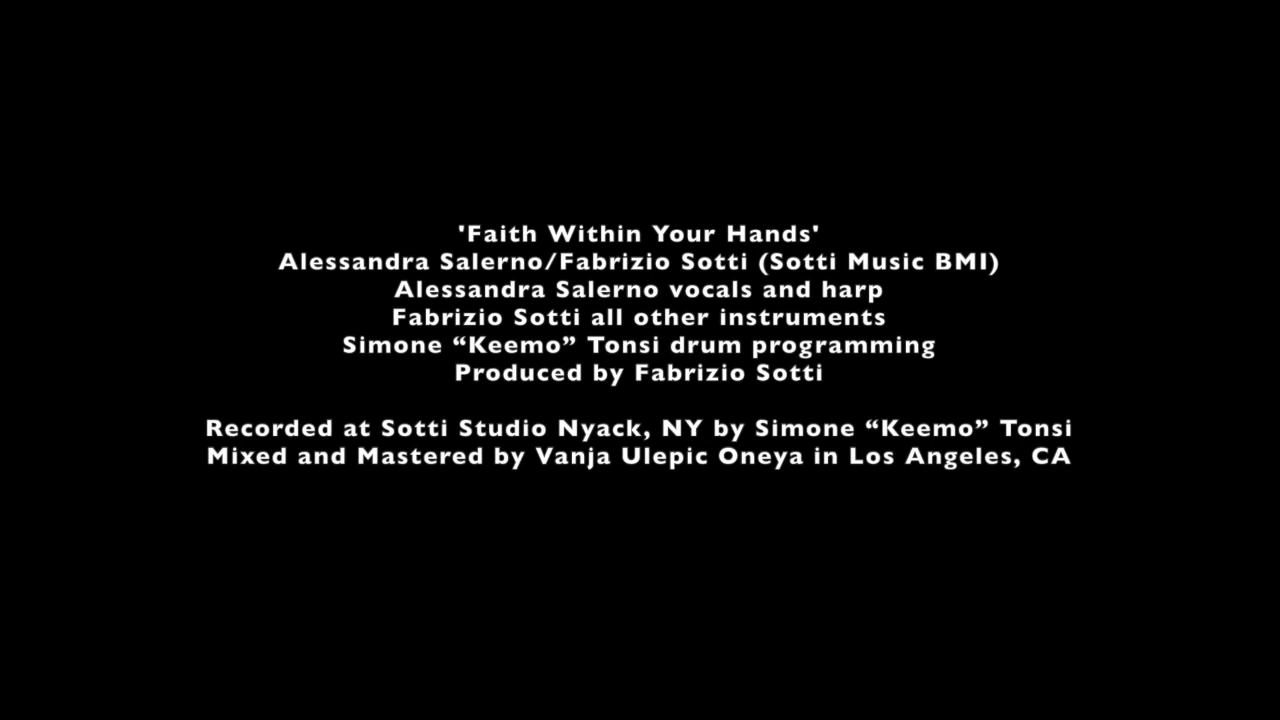 'Faith Within Your Hands'
Alessandra Salerno/Fabrizio Sotti (Sotti Music BMI)
Alessandra Salerno vocals and harp
Fabrizio Sotti all other instruments
Simone “Keemo” Tonsi drum programming
Produced by Fabrizio Sotti
Recorded at Sotti Studio Nyack, NY by Simone “Keemo” Tonsi
Mixed and Mastered by Vanja Ulepic Oneya in Los Angeles, CA